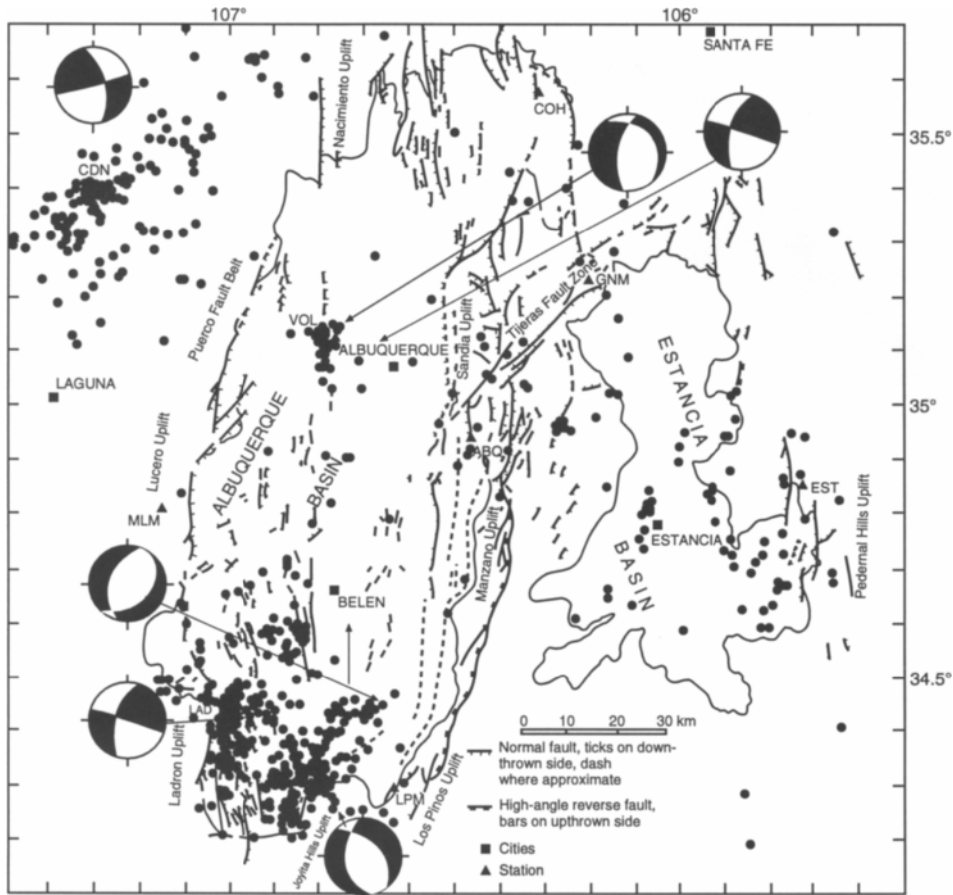 107°
106°
SANTA FE
Nacimiento Uplift
COH
35.5°
CDN
Puerco Fault Belt
GNM
Tijeras Fault Zone
VOL
ALBUQUERQUE
Sandia Uplift
LAGUNA
35°
ESTANCIA
BASIN
ALBUQUERQUE
BASIN
Lucero Uplift
ABQ
EST
MLM
ESTANCIA
Manzano Uplift
Pedernal Hills Uplift
BELEN
34.5°
LAD
Ladron Uplift
0 10 20 30 km
Normal fault, ticks on down-
thrown side, dash
where approximate
High-angle reverse fault,
bars on upthrown side
Cities
Station
LPM
Los Pinos Uplift
Joyita Hills Uplift